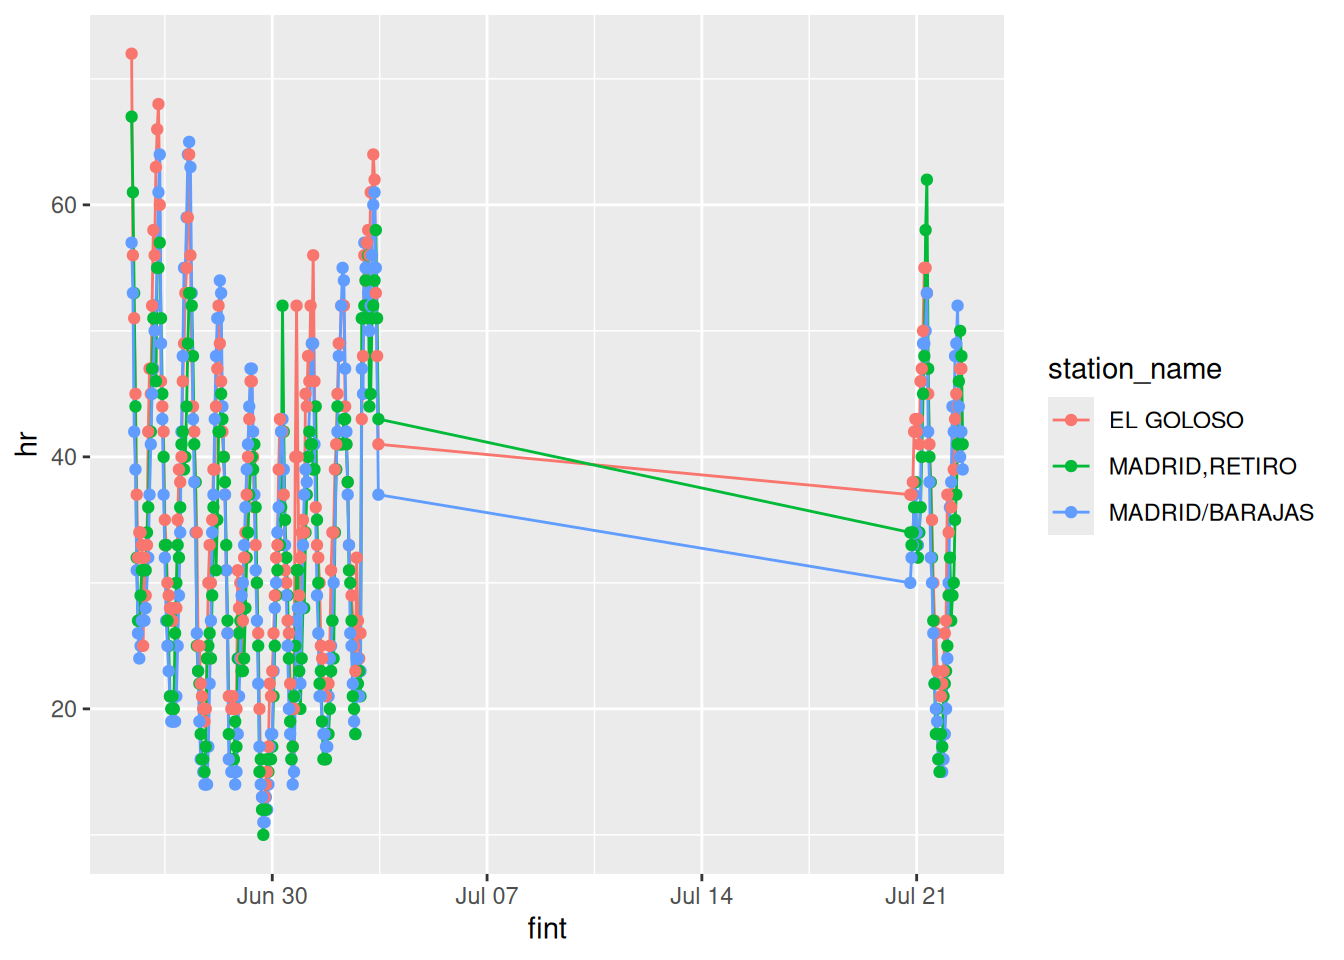 60
40
20
hr
Jun 30
Jul 07
Jul 14
Jul 21
fint
station_name
EL GOLOSO
MADRID,RETIRO
MADRID/BARAJAS